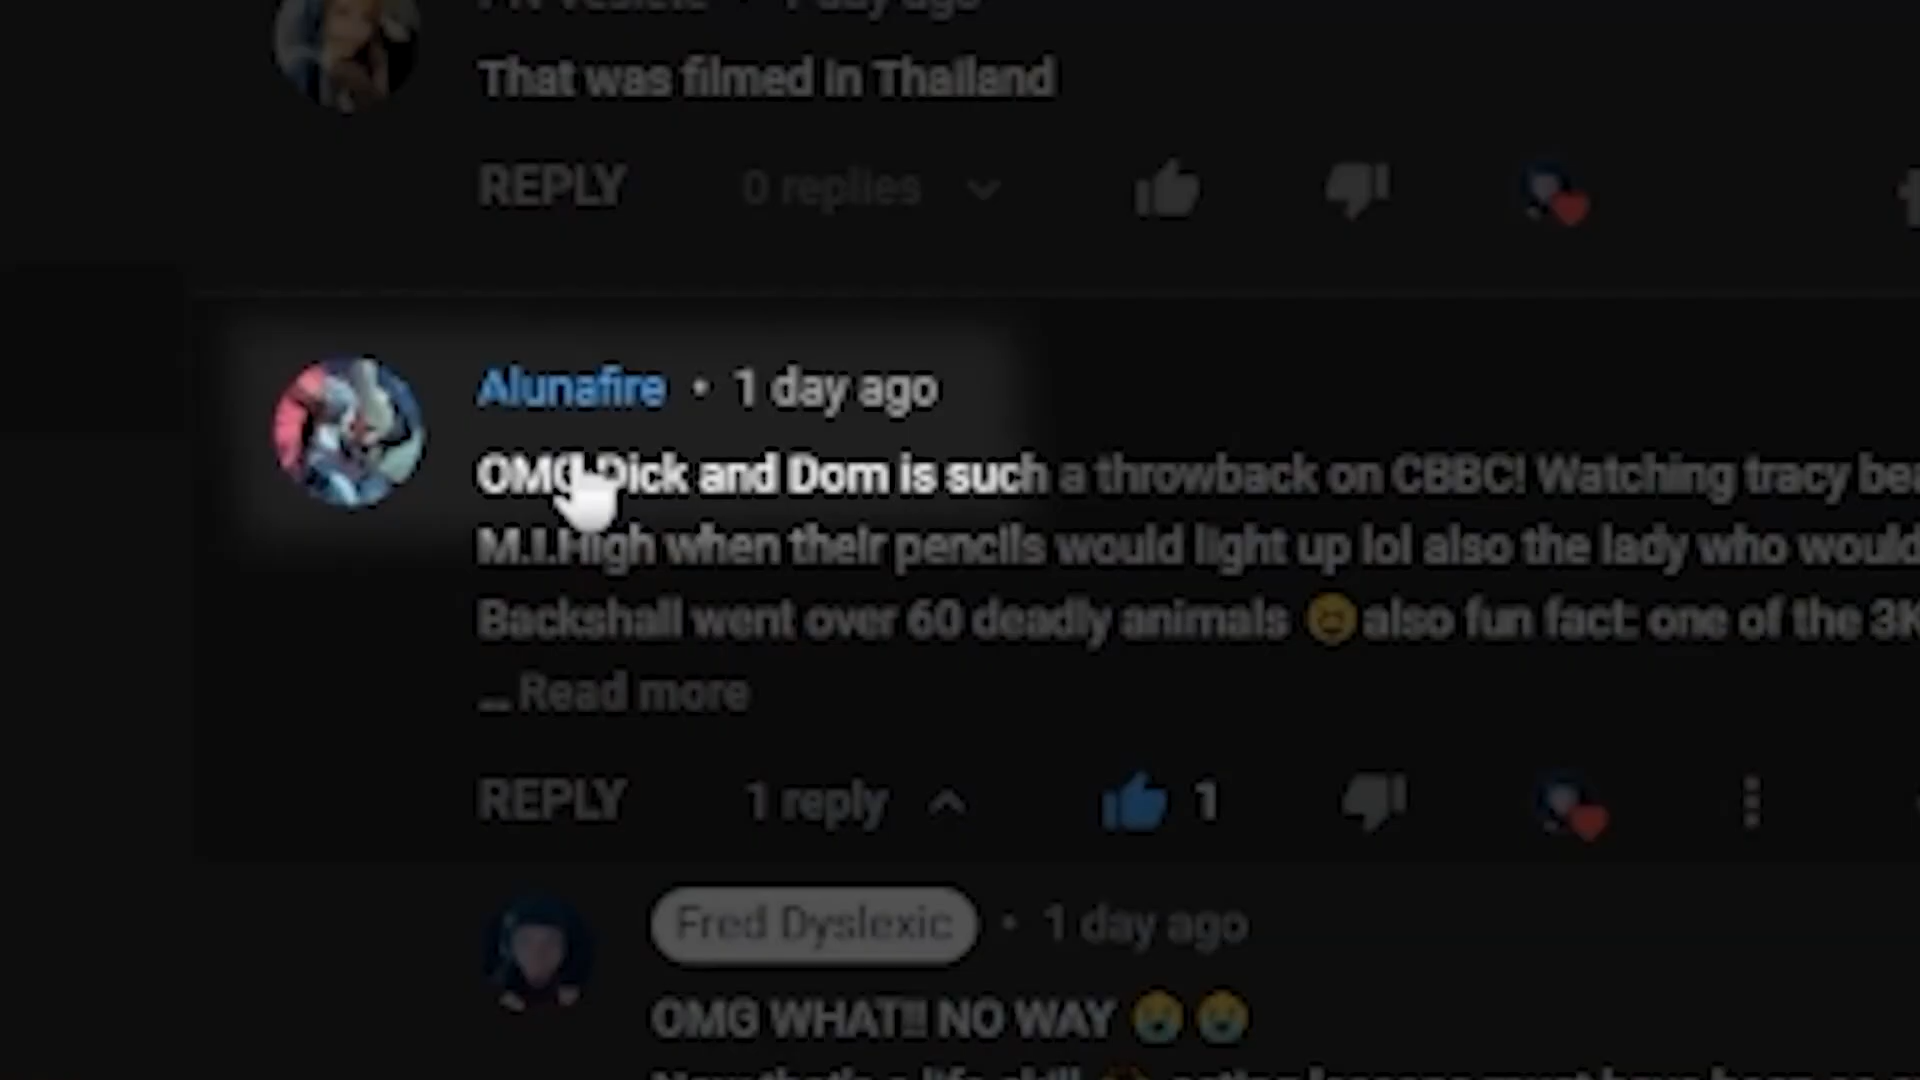 1 day ago
That was filmed in Thailand
REPLY 0 replies
Alunafire • 1 day ago
OMG Dick and Dom is such a throwback on CBBC! Watching tracy
M.I.High when their pencils would light up lol also the lady who would
Backshall went over 60 deadly animals 😢also fun fact: one of the
... Read more
REPLY 1 reply 1
Fred Dyslexic • 1 day ago
OMG WHAT!! NO WAY 😭 😭